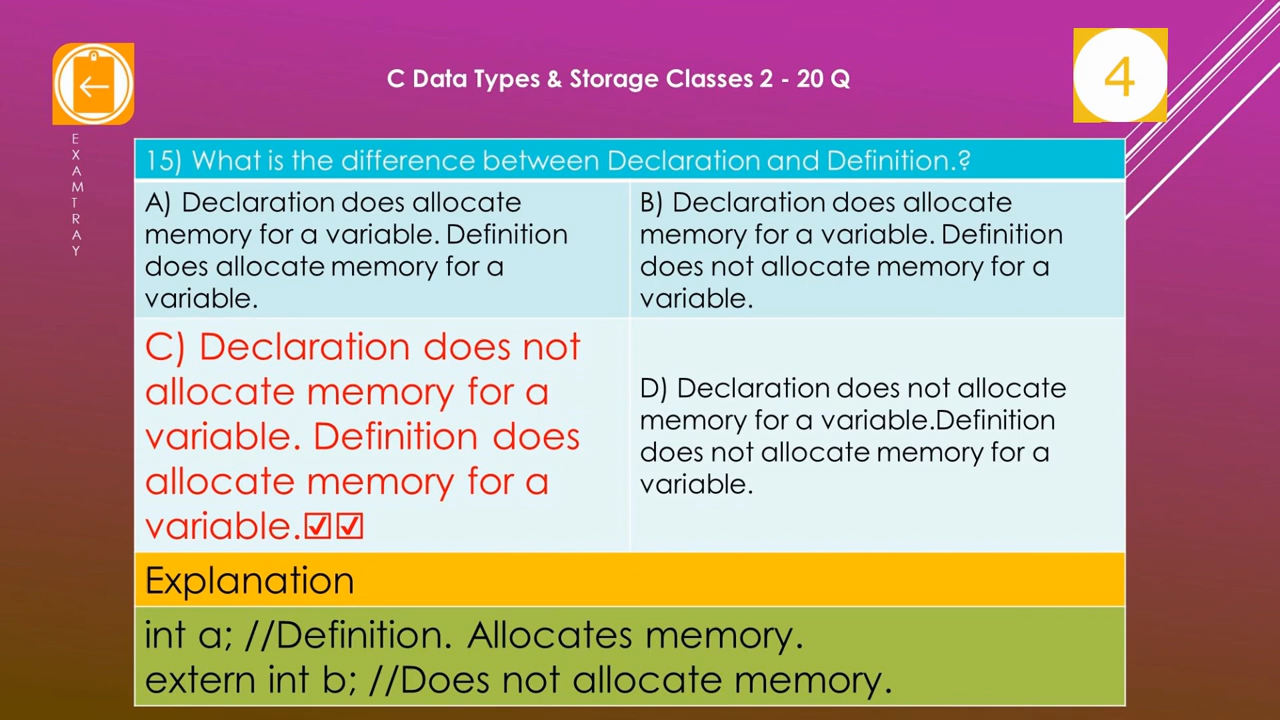 C Data Types & Storage Classes 2 - 20 Q
4
EXAMTRAY
15) What is the difference between Declaration and Definition.?
A) Declaration does allocate
memory for a variable. Definition
does allocate memory for a
variable.
B) Declaration does allocate
memory for a variable. Definition
does not allocate memory for a
variable.
C) Declaration does not
allocate memory for a
variable. Definition does
allocate memory for a
variable.☑☑
D) Declaration does not allocate
memory for a variable.Definition
does not allocate memory for a
variable.
Explanation
int a; //Definition. Allocates memory.
extern int b; //Does not allocate memory.